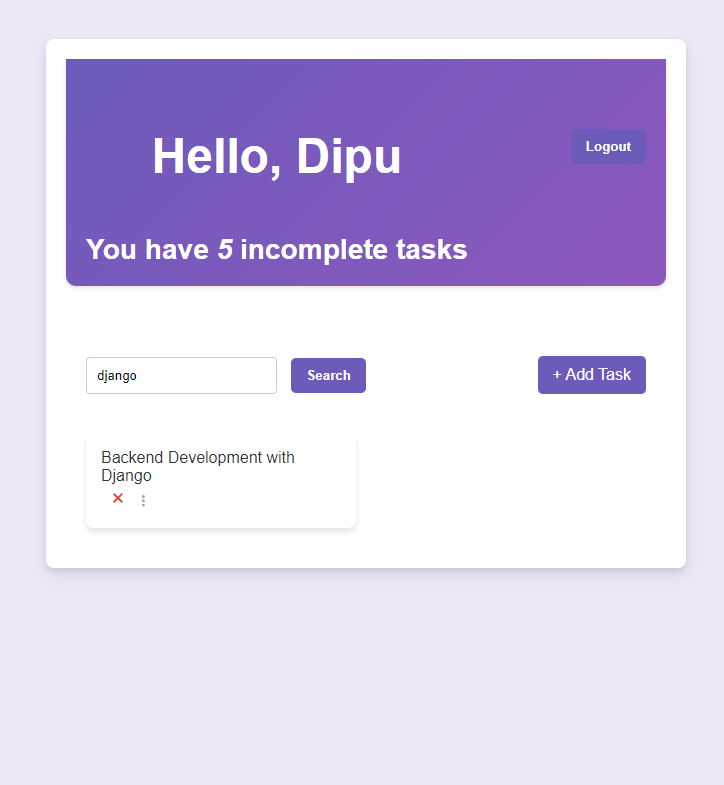 Hello, Dipu
Logout
You have 5 incomplete tasks
django
Search
+ Add Task
Backend Development with
Django